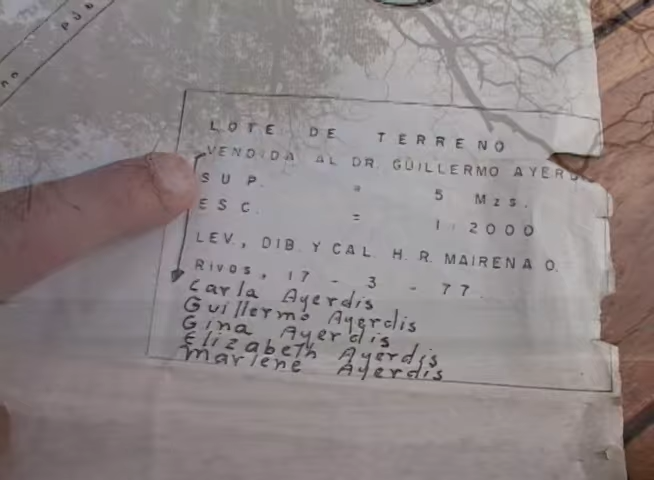 LOTE DE TERRENO
VENDIDA AL DR. GUILLERMO AYERD
SUP. = 5 Mzs.
ESC. = 1:2000
LEV., DIB. Y CAL. H. R. MAIRENA O.
RIVAS, 17 - 3 - 77.
Carla Ayerdis
Guillermo Ayerdis
Gina Ayerdis
Elizabeth Ayerdis
Marlene Ayerdis